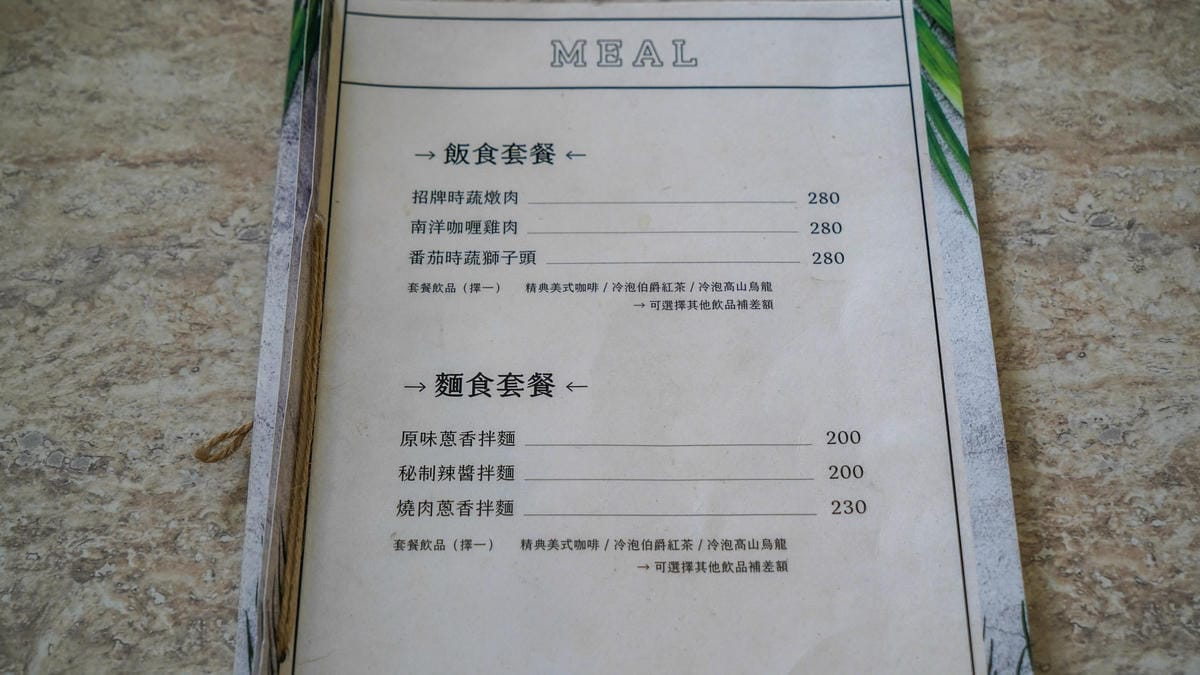 MEAL
→ 飯食套餐 ←
招牌時蔬燉肉 280
南洋咖喱雞肉 280
番茄時蔬獅子頭 280
套餐飲品（擇一） 精典美式咖啡 / 冷泡伯爵紅茶 / 冷泡高山烏龍
→ 可選擇其他飲品補差額
→ 麵食套餐 ←
原味蔥香拌麵 200
秘制辣醬拌麵 200
燒肉蔥香拌麵 230
套餐飲品（擇一） 精典美式咖啡 / 冷泡伯爵紅茶 / 冷泡高山烏龍
→ 可選擇其他飲品補差額